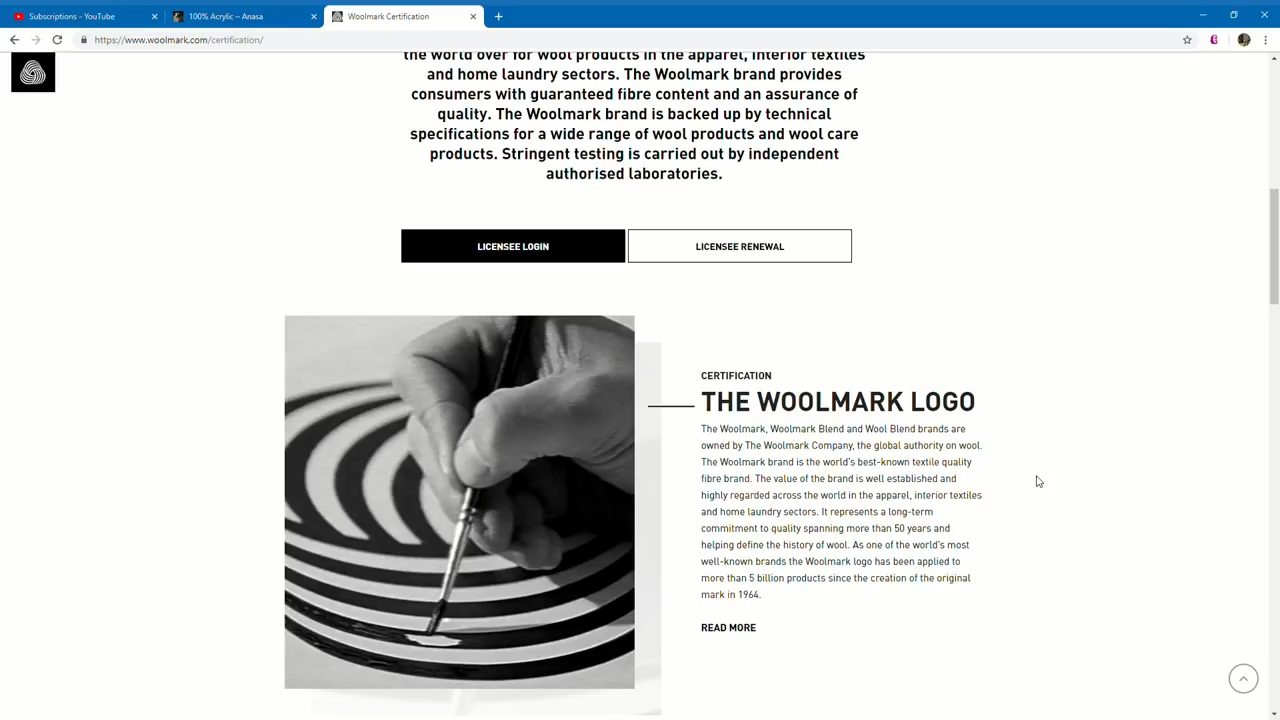 Subscriptions - YouTube
100% Acrylic – Anasa
Woolmark Certification
https://www.woolmark.com/certification/
the world over for wool products in the apparel, interior textiles
and home laundry sectors. The Woolmark brand provides
consumers with guaranteed fibre content and an assurance of
quality. The Woolmark brand is backed up by technical
specifications for a wide range of wool products and wool care
products. Stringent testing is carried out by independent
authorised laboratories.
LICENSEE LOGIN
LICENSEE RENEWAL
CERTIFICATION
THE WOOLMARK LOGO
The Woolmark, Woolmark Blend and Wool Blend brands are
owned by The Woolmark Company, the global authority on wool.
The Woolmark brand is the world's best-known textile quality
fibre brand. The value of the brand is well established and
highly regarded across the world in the apparel, interior textiles
and home laundry sectors. It represents a long-term
commitment to quality spanning more than 50 years and
helping define the history of wool. As one of the world's most
well-known brands the Woolmark logo has been applied to
more than 5 billion products since the creation of the original
mark in 1964.
READ MORE